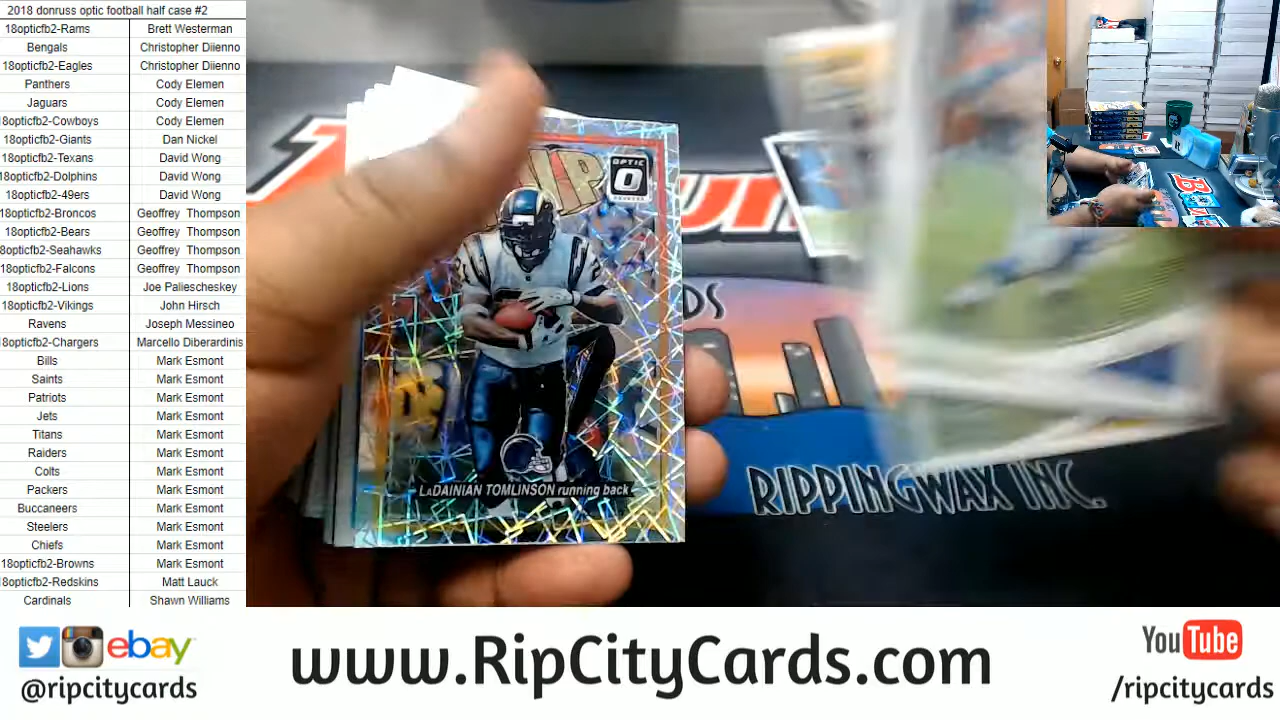 2018 donruss optic football half case #2
18opticfb2-Rams Brett Westerman
Bengals Christopher Diienno
18opticfb2-Eagles Christopher Diienno
Panthers Cody Elemen
Jaguars Cody Elemen
18opticfb2-Cowboys Cody Elemen
18opticfb2-Giants Dan Nickel
18opticfb2-Texans David Wong
18opticfb2-Dolphins David Wong
18opticfb2-49ers David Wong
18opticfb2-Broncos Geoffrey Thompson
18opticfb2-Bears Geoffrey Thompson
18opticfb2-Seahawks Geoffrey Thompson
18opticfb2-Falcons Geoffrey Thompson
18opticfb2-Lions Joe Paliescheskey
18opticfb2-Vikings John Hirsch
Ravens Joseph Messineo
18opticfb2-Chargers Marcello Diberardinis
Bills Mark Esmont
Saints Mark Esmont
Patriots Mark Esmont
Jets Mark Esmont
Titans Mark Esmont
Raiders Mark Esmont
Colts Mark Esmont
Packers Mark Esmont
Buccaneers Mark Esmont
Steelers Mark Esmont
Chiefs Mark Esmont
18opticfb2-Browns Mark Esmont
18opticfb2-Redskins Matt Lauck
Cardinals Shawn Williams
OPTIC
DONRUSS
LADAINIAN TOMLINSON running back
RIPPINGWAX INC.
ebay
@ripcitycards
www.RipCityCards.com
YouTube
/ripcitycards